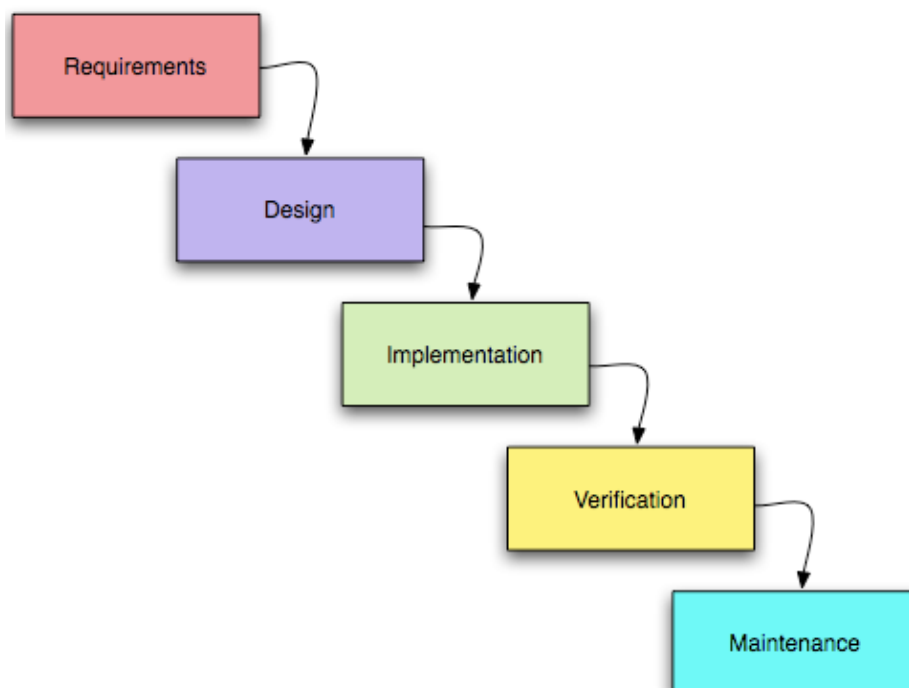 Requirements
Design
Implementation
Verification
Maintenance